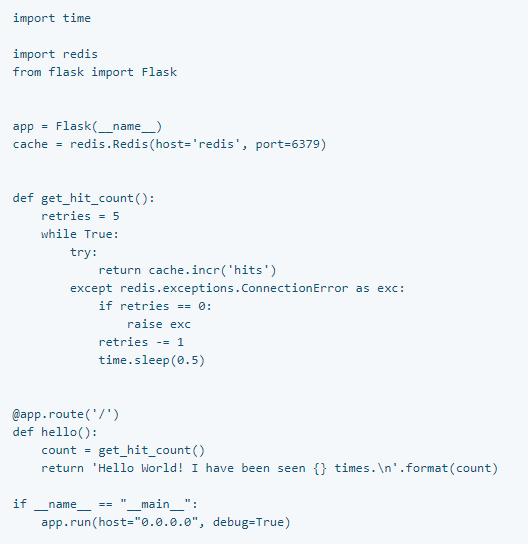 import time

import redis
from flask import Flask


app = Flask(__name__)
cache = redis.Redis(host='redis', port=6379)


def get_hit_count():
    retries = 5
    while True:
        try:
            return cache.incr('hits')
        except redis.exceptions.ConnectionError as exc:
            if retries == 0:
                raise exc
            retries -= 1
            time.sleep(0.5)


@app.route('/')
def hello():
    count = get_hit_count()
    return 'Hello World! I have been seen {} times.\n'.format(count)

if __name__ == "__main__":
    app.run(host="0.0.0.0", debug=True)